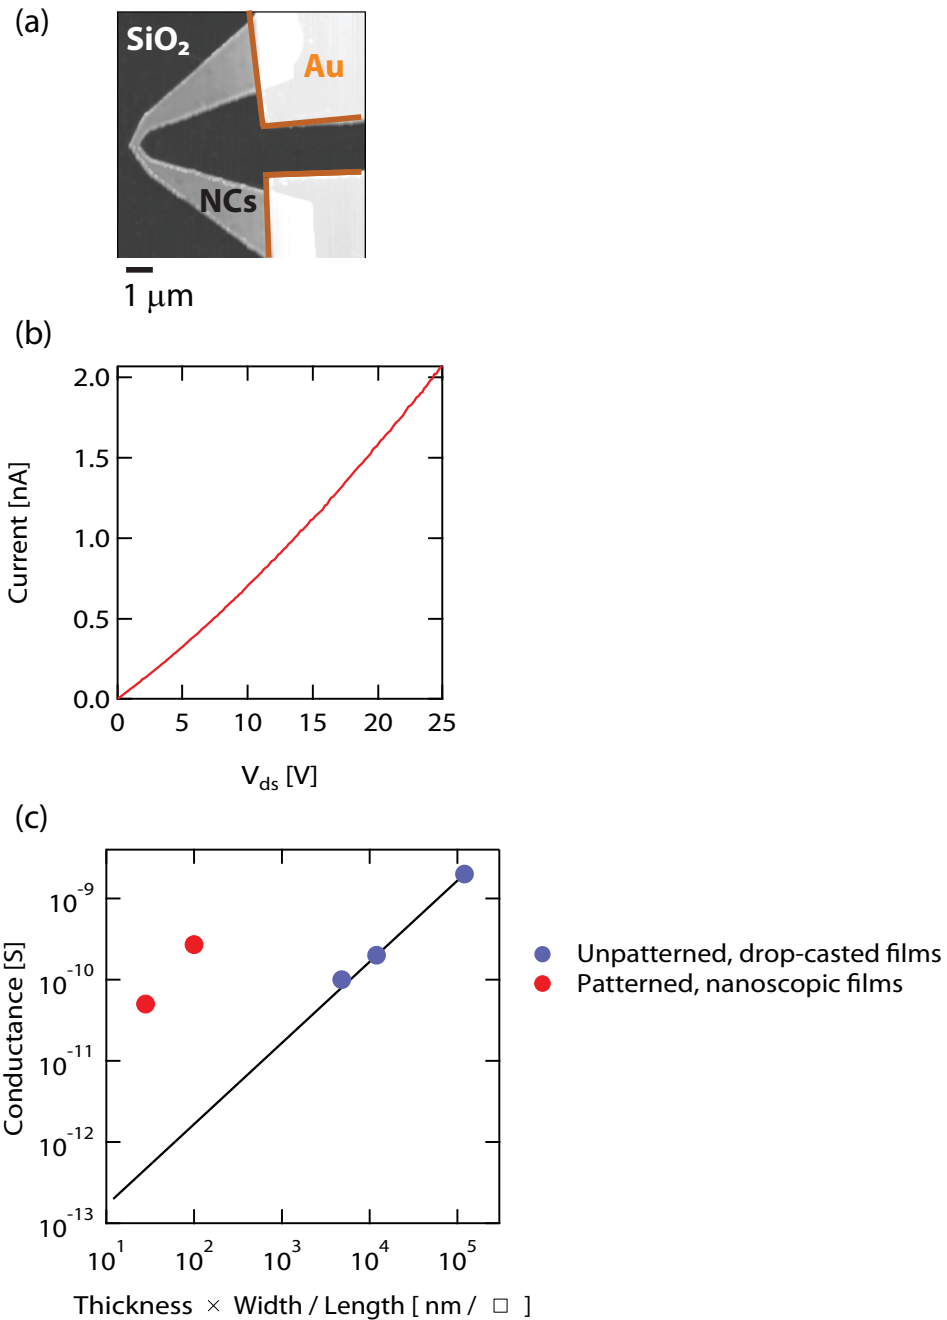 (a)
SiO₂
Au
NCs
1 μm
(b)
2.0
1.5
1.0
0.5
0.0
Current [nA]
0 5 10 15 20 25
V_ds [V]
(c)
10⁻⁹
10⁻¹⁰
10⁻¹¹
10⁻¹²
10⁻¹³
Conductance [S]
10¹ 10² 10³ 10⁴ 10⁵
Thickness × Width / Length [ nm / □ ]
Unpatterned, drop-casted films
Patterned, nanoscopic films